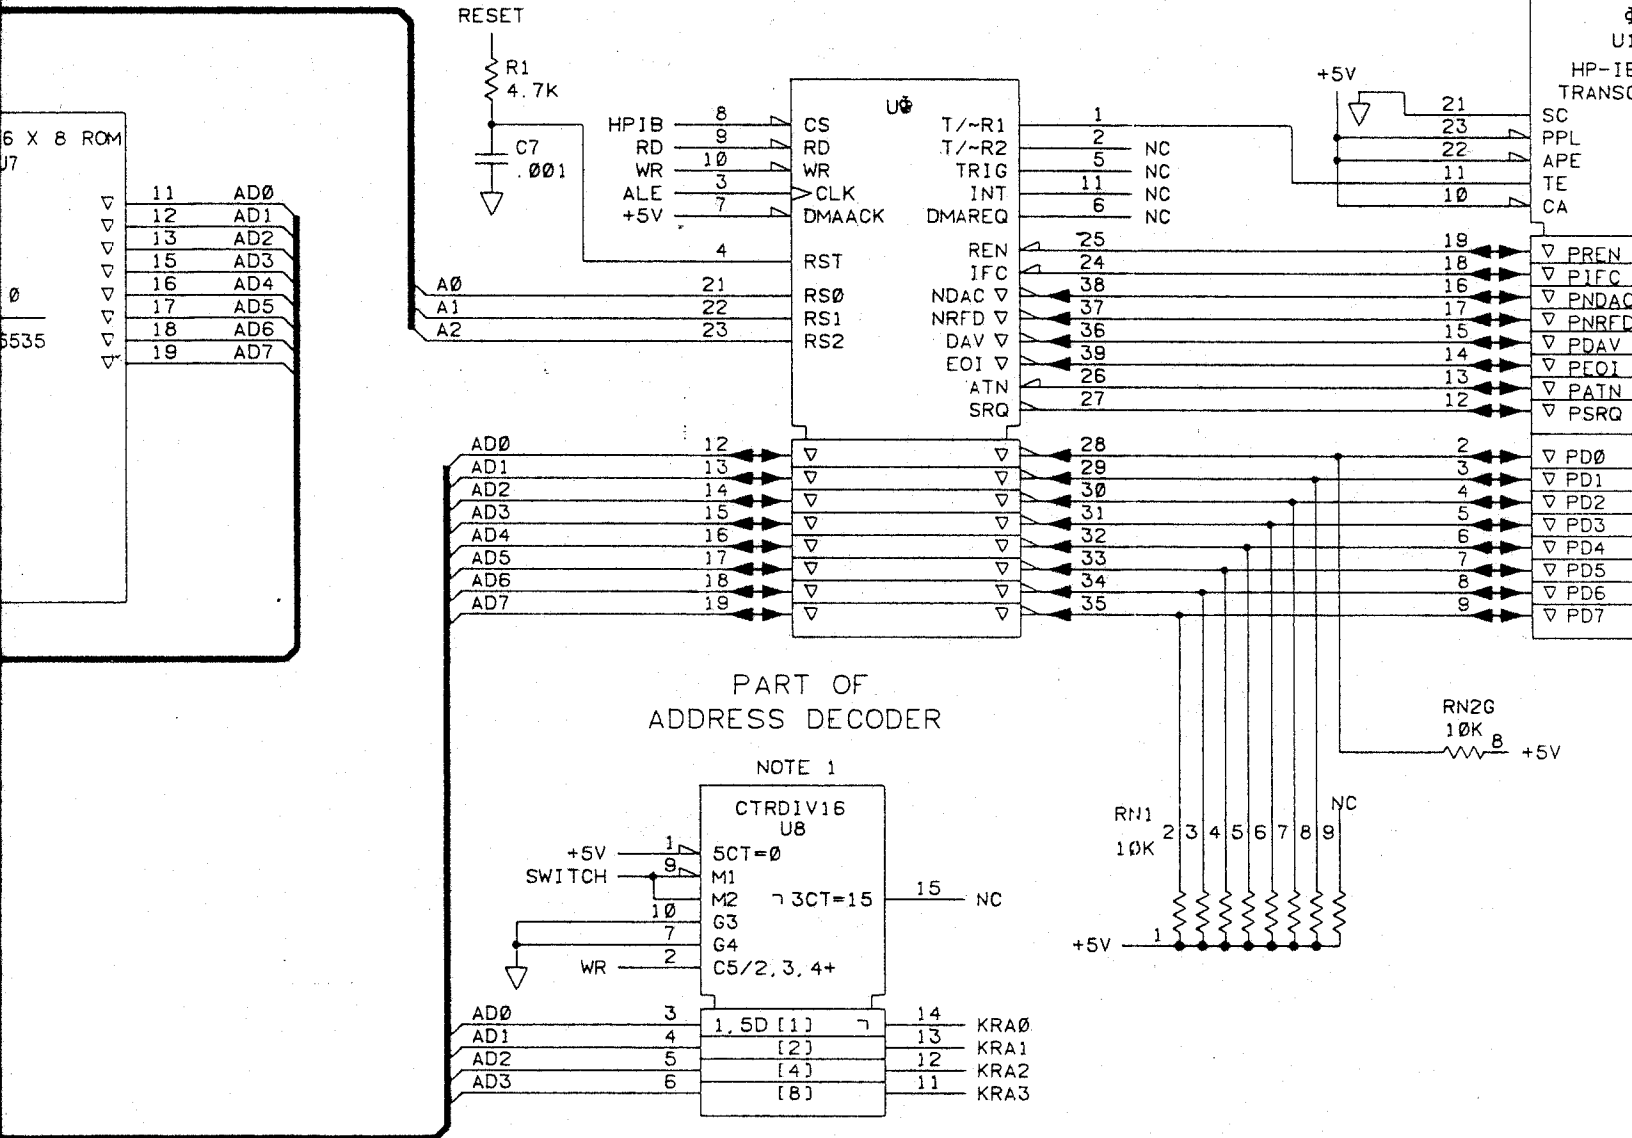 RESET
R1
4.7K
C7
.001
6 X 8 ROM
11 AD0
12 AD1
13 AD2
15 AD3
16 AD4
17 AD5
18 AD6
19 AD7
0
HPIB 8 CS
RD 9 RD
WR 10 WR
ALE 3 CLK
+5V 7 DMAACK
4 RST
A0 21 RS0
A1 22 RS1
A2 23 RS2
T/~R1 1
T/~R2 2 NC
TRIG 5 NC
INT 11 NC
DMAREQ 6 NC
REN 25 19 PREN
IFC 24 18 PIFC
NDAC 38 16 PNDAC
NRFD 37 17 PNRFD
DAV 36 15 PDAV
EOI 39 14 PEOI
ATN 26 13 PATN
SRQ 27 12 PSRQ
+5V
21 SC
23 PPL
22 APE
11 TE
10 CA
AD0 12 28 2 PD0
AD1 13 29 3 PD1
AD2 14 30 4 PD2
AD3 15 31 5 PD3
AD4 16 32 6 PD4
AD5 17 33 7 PD5
AD6 18 34 8 PD6
AD7 19 35 9 PD7
PART OF
ADDRESS DECODER
NOTE 1
CTRDIV16
U8
+5V 1 5CT=0
SWITCH 9 M1
M2 3CT=15 15 NC
10 G3
7 G4
WR 2 C5/2,3,4+
AD0 3 1,5D [1] 14 KRA0
AD1 4 [2] 13 KRA1
AD2 5 [4] 12 KRA2
AD3 6 [8] 11 KRA3
RN2G
10K 8 +5V
NC
RN1
10K
2 3 4 5 6 7 8 9
+5V 1